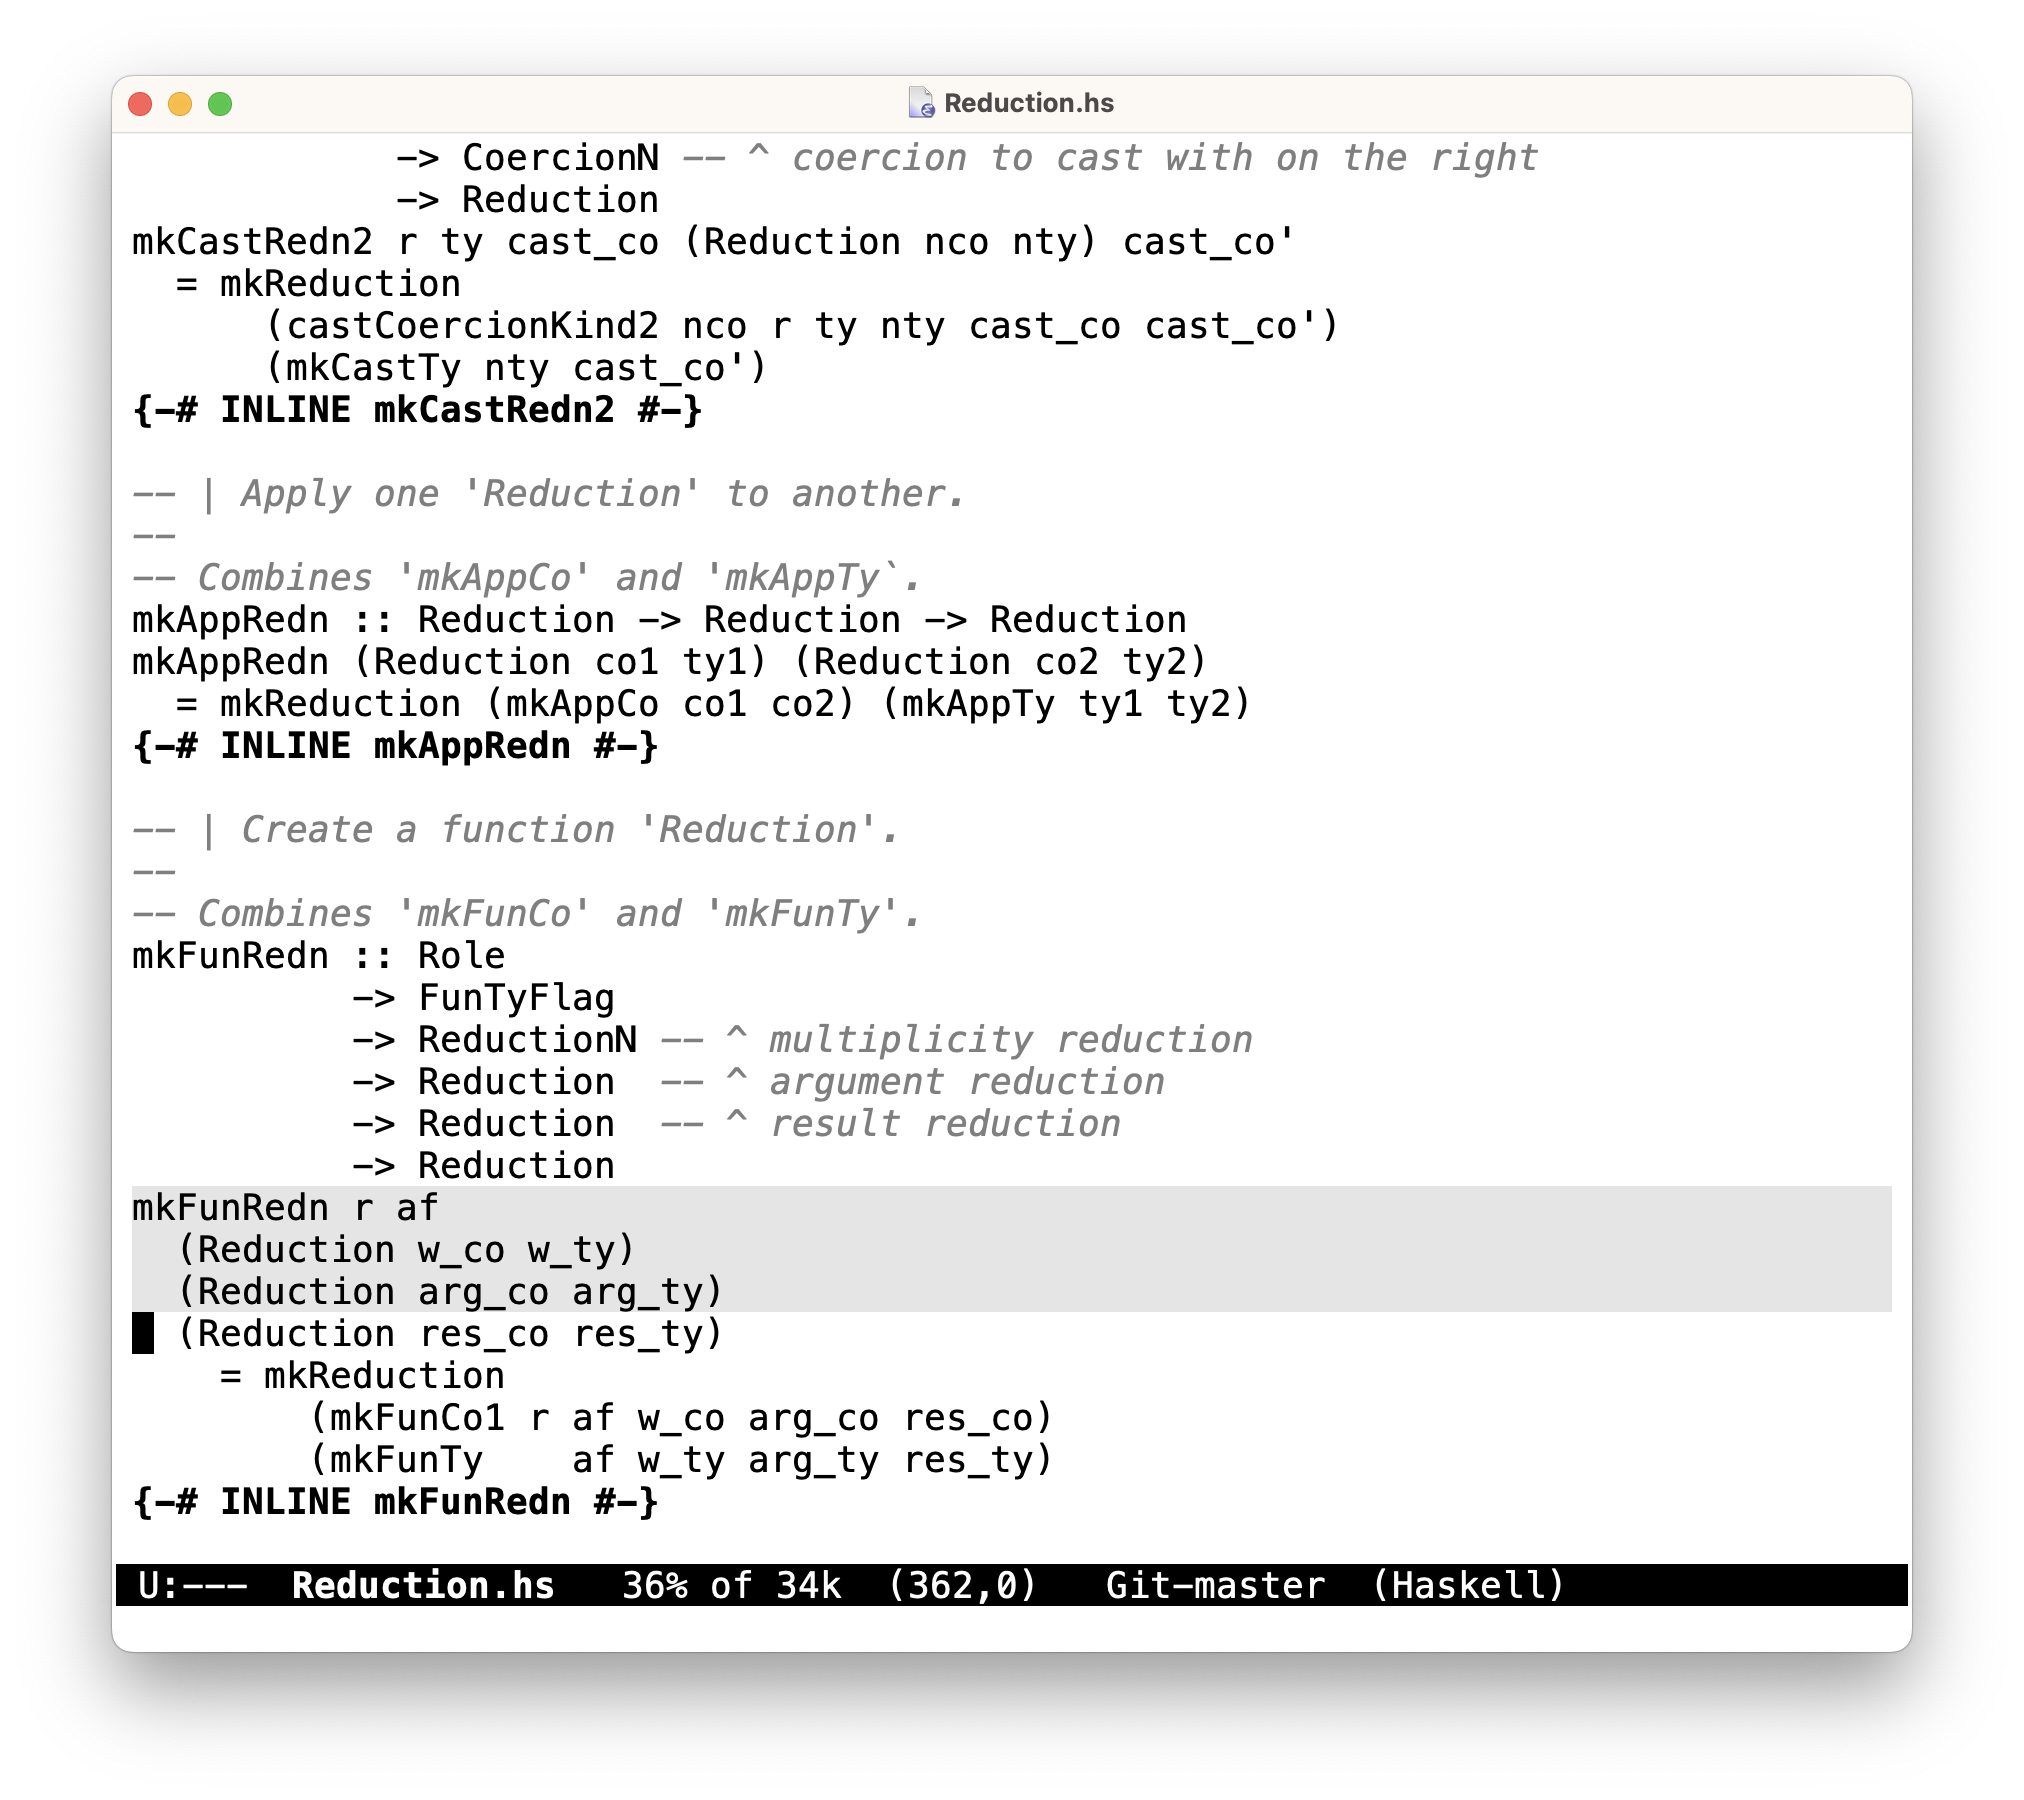 Reduction.hs
            -> CoercionN -- ^ coercion to cast with on the right
            -> Reduction
mkCastRedn2 r ty cast_co (Reduction nco nty) cast_co'
  = mkReduction
      (castCoercionKind2 nco r ty nty cast_co cast_co')
      (mkCastTy nty cast_co')
{-# INLINE mkCastRedn2 #-}

-- | Apply one 'Reduction' to another.
--
-- Combines 'mkAppCo' and 'mkAppTy`.
mkAppRedn :: Reduction -> Reduction -> Reduction
mkAppRedn (Reduction co1 ty1) (Reduction co2 ty2)
  = mkReduction (mkAppCo co1 co2) (mkAppTy ty1 ty2)
{-# INLINE mkAppRedn #-}

-- | Create a function 'Reduction'.
--
-- Combines 'mkFunCo' and 'mkFunTy'.
mkFunRedn :: Role
          -> FunTyFlag
          -> ReductionN -- ^ multiplicity reduction
          -> Reduction  -- ^ argument reduction
          -> Reduction  -- ^ result reduction
          -> Reduction
mkFunRedn r af
  (Reduction w_co w_ty)
  (Reduction arg_co arg_ty)
  (Reduction res_co res_ty)
    = mkReduction
        (mkFunCo1 r af w_co arg_co res_co)
        (mkFunTy    af w_ty arg_ty res_ty)
{-# INLINE mkFunRedn #-}

U:---  Reduction.hs   36% of 34k  (362,0)   Git-master  (Haskell)